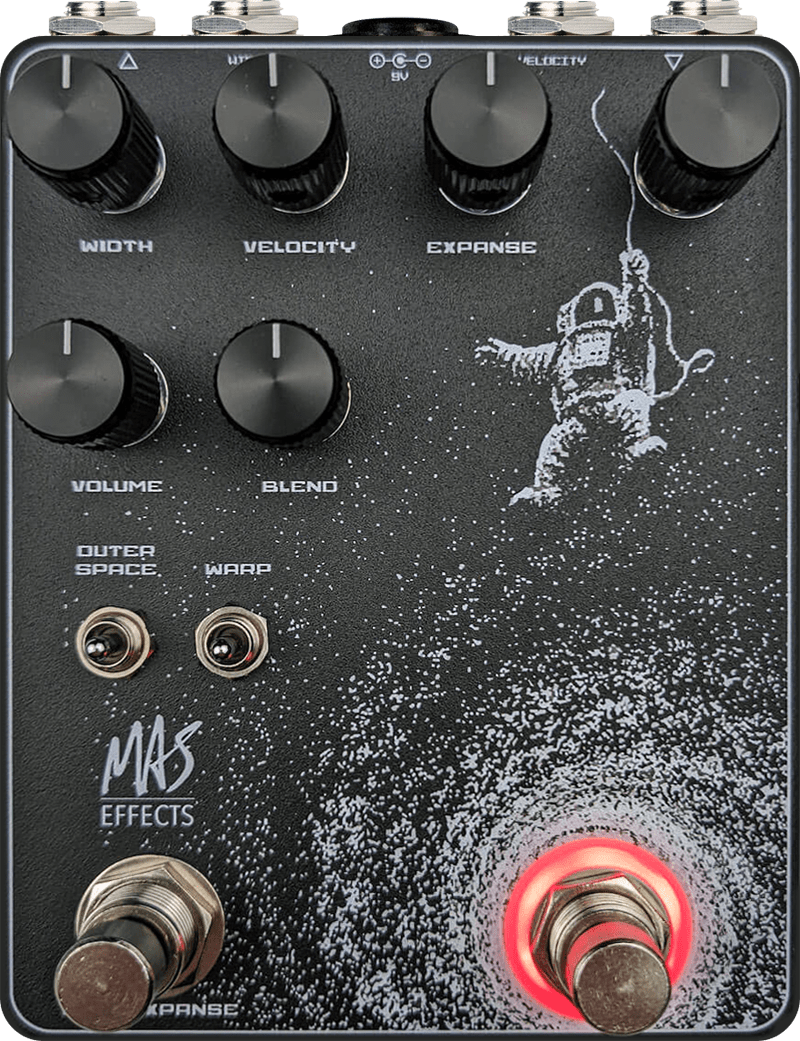 VELOCITY
9V
WIDTH
VELOCITY
EXPANSE
VOLUME
BLEND
OUTER
SPACE
WARP
MAS
EFFECTS